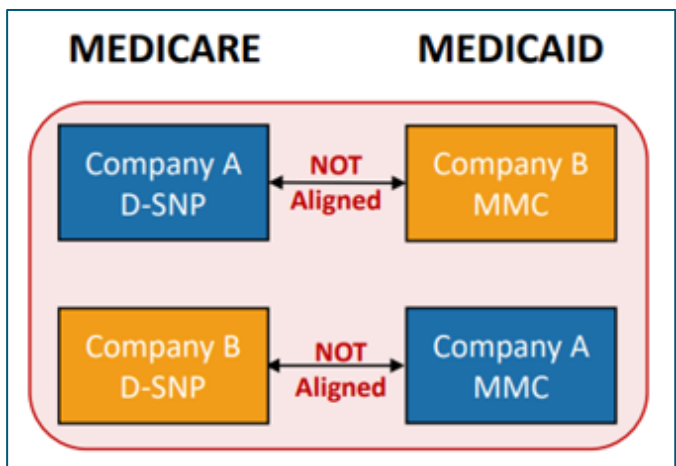 MEDICARE MEDICAID
Company A
D-SNP
NOT
Aligned
Company B
MMC
Company B
D-SNP
NOT
Aligned
Company A
MMC